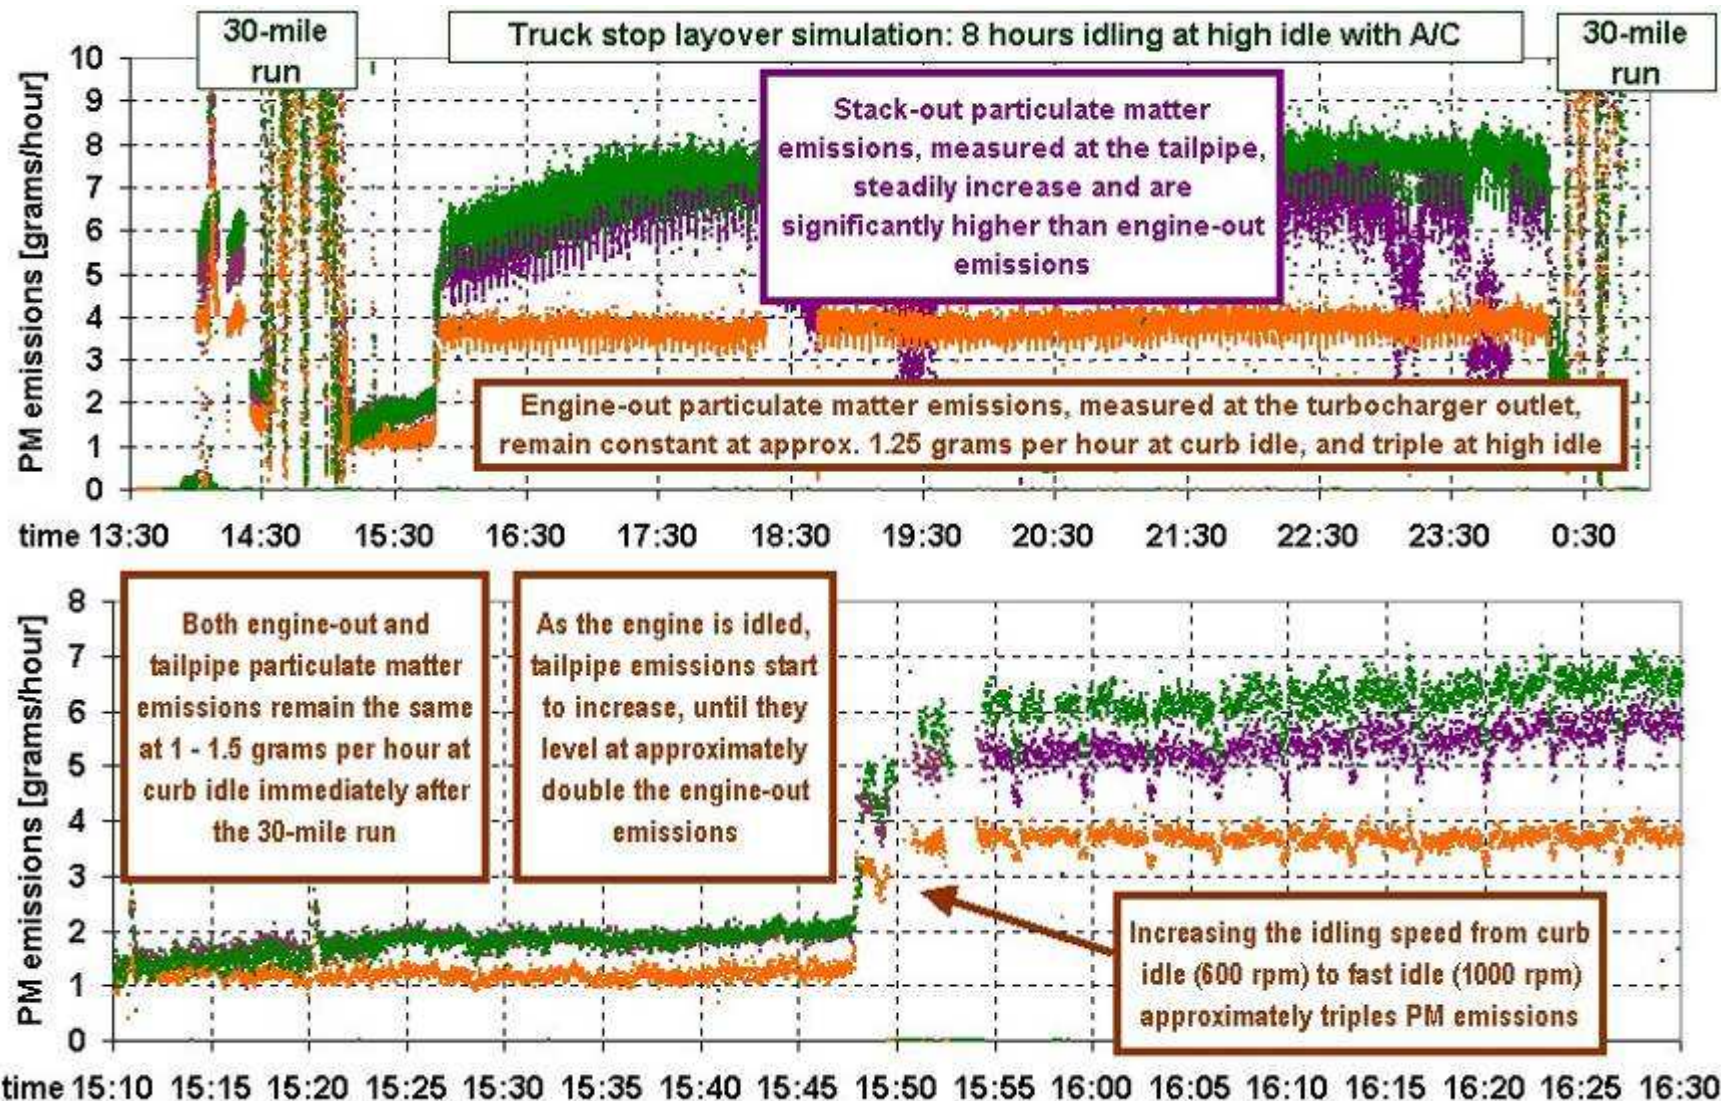 30-mile
run
Truck stop layover simulation: 8 hours idling at high idle with A/C
30-mile
run
PM emissions [grams/hour]
10
9
8
7
6
5
4
3
2
1
0
Stack-out particulate matter
emissions, measured at the tailpipe,
steadily increase and are
significantly higher than engine-out
emissions
Engine-out particulate matter emissions, measured at the turbocharger outlet,
remain constant at approx. 1.25 grams per hour at curb idle, and triple at high idle
time 13:30 14:30 15:30 16:30 17:30 18:30 19:30 20:30 21:30 22:30 23:30 0:30
PM emissions [grams/hour]
8
7
6
5
4
3
2
1
0
Both engine-out and
tailpipe particulate matter
emissions remain the same
at 1 - 1.5 grams per hour at
curb idle immediately after
the 30-mile run
As the engine is idled,
tailpipe emissions start
to increase, until they
level at approximately
double the engine-out
emissions
Increasing the idling speed from curb
idle (600 rpm) to fast idle (1000 rpm)
approximately triples PM emissions
time 15:10 15:15 15:20 15:25 15:30 15:35 15:40 15:45 15:50 15:55 16:00 16:05 16:10 16:15 16:20 16:25 16:30